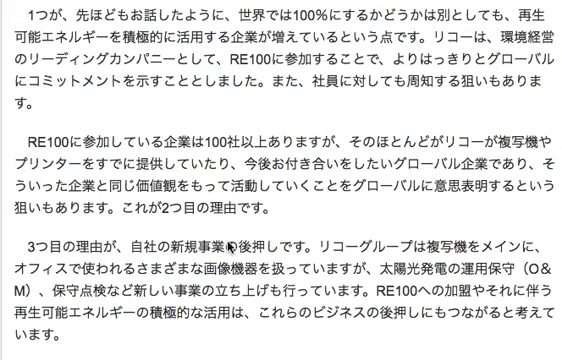 1つが、先ほどもお話したように、世界では100%にするかどうかは別としても、再生
可能エネルギーを積極的に活用する企業が増えているという点です。リコーは、環境経営
のリーディングカンパニーとして、RE100に参加することで、よりはっきりとグローバル
にコミットメントを示すこととしました。また、社員に対しても周知する狙いもありま
す。
RE100に参加している企業は100社以上ありますが、そのほとんどがリコーが複写機や
プリンターをすでに提供していたり、今後お付き合いをしたいグローバル企業であり、そ
ういった企業と同じ価値観をもって活動していくことをグローバルに意思表明するという
狙いもあります。これが2つ目の理由です。
3つ目の理由が、自社の新規事業の後押しです。リコーグループは複写機をメインに、
オフィスで使われるさまざまな画像機器を扱っていますが、太陽光発電の運用保守（O&
M）、保守点検など新しい事業の立ち上げも行っています。RE100への加盟やそれに伴う
再生可能エネルギーの積極的な活用は、これらのビジネスの後押しにもつながると考えて
います。